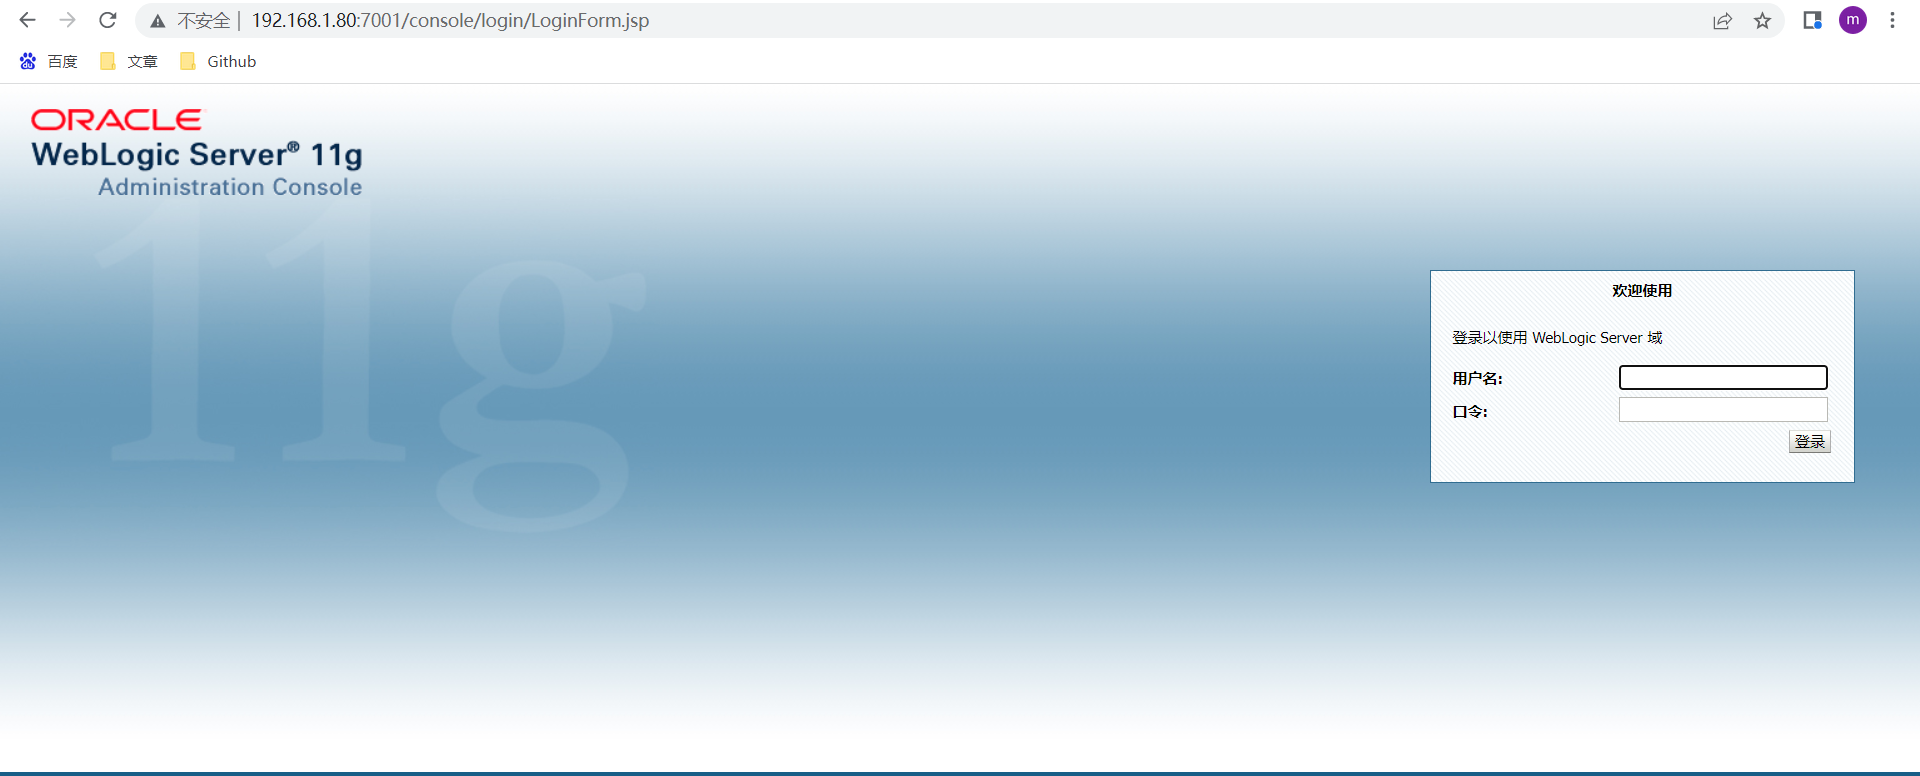 不安全 | 192.168.1.80:7001/console/login/LoginForm.jsp
m
百度 文章 Github
ORACLE
WebLogic Server® 11g
Administration Console
11g
欢迎使用
登录以使用 WebLogic Server 域
用户名:
口令:
登录